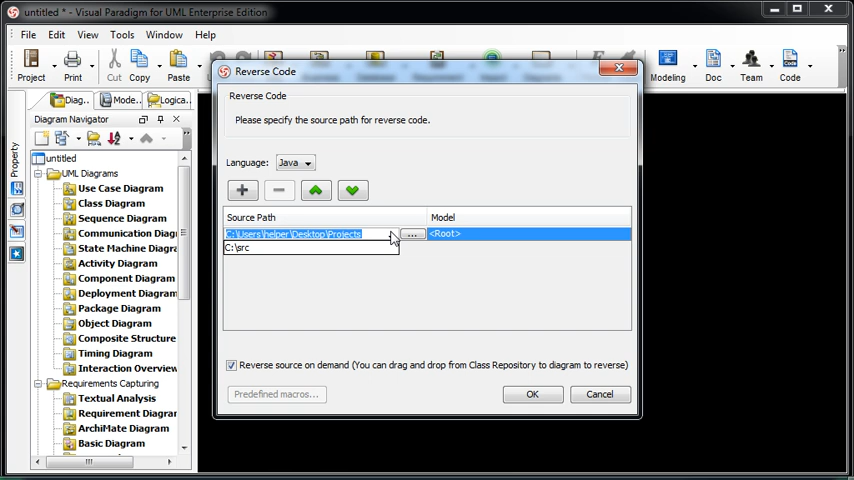 untitled * - Visual Paradigm for UML Enterprise Edition
File Edit View Tools Window Help
Project Print Cut Copy Paste Modeling Doc Team Code
Diag... Mode... Logica...
Diagram Navigator
Property
untitled
UML Diagrams
Use Case Diagram
Class Diagram
Sequence Diagram
Communication Diag
State Machine Diagra
Activity Diagram
Component Diagram
Deployment Diagram
Package Diagram
Object Diagram
Composite Structure
Timing Diagram
Interaction Overview
Requirements Capturing
Textual Analysis
Requirement Diagran
ArchiMate Diagram
Basic Diagram
Reverse Code
Reverse Code
Please specify the source path for reverse code.
Language: Java
Source Path Model
C:\Users\helper\Desktop\Projects ... <Root>
C:\src
Reverse source on demand (You can drag and drop from Class Repository to diagram to reverse)
Predefined macros... OK Cancel